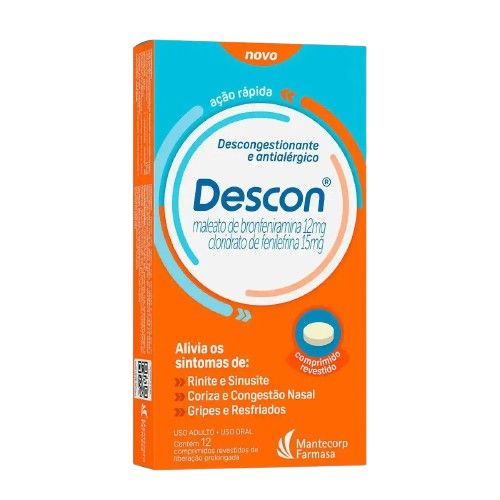 novo
ação rápida
Descongestionante
e antialérgico
Descon®
maleato de bronfeniramina 12mg
cloridrato de fenilefrina 15mg
comprimido
revestido
Alivia os
sintomas de:
Rinite e Sinusite
Coriza e Congestão Nasal
Gripes e Resfriados
USO ADULTO • USO ORAL
Contém 12
comprimidos revestidos de
liberação prolongada
Mantecorp
Farmasa